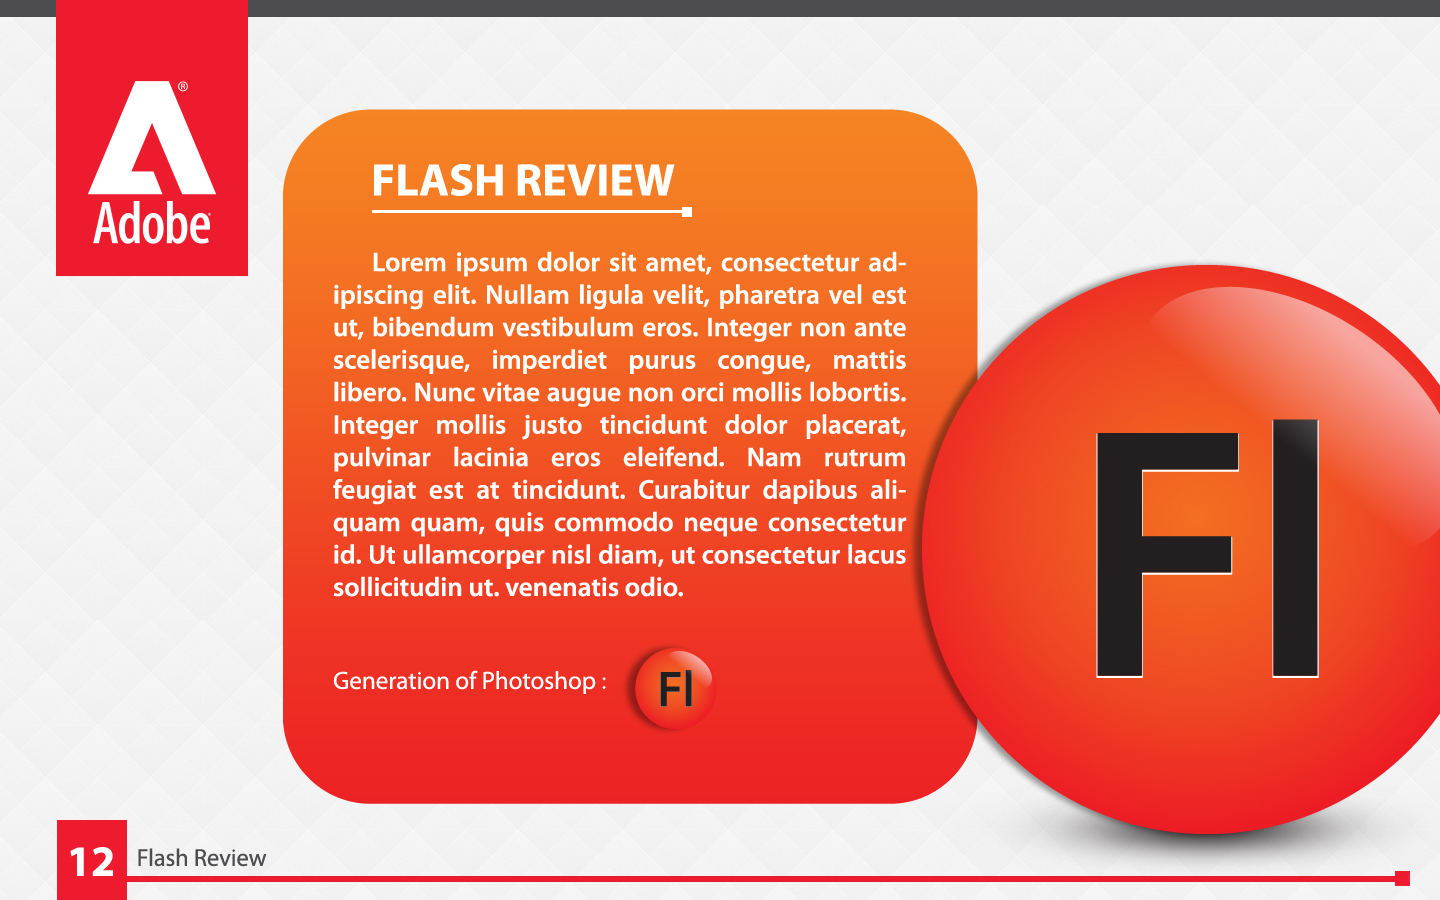 Adobe®
FLASH REVIEW
Lorem ipsum dolor sit amet, consectetur ad-
ipiscing elit. Nullam ligula velit, pharetra vel est
ut, bibendum vestibulum eros. Integer non ante
scelerisque, imperdiet purus congue, mattis
libero. Nunc vitae augue non orci mollis lobortis.
Integer mollis justo tincidunt dolor placerat,
pulvinar lacinia eros eleifend. Nam rutrum
feugiat est at tincidunt. Curabitur dapibus ali-
quam quam, quis commodo neque consectetur
id. Ut ullamcorper nisl diam, ut consectetur lacus
sollicitudin ut. venenatis odio.
Generation of Photoshop :
Fl
Fl
12
Flash Review